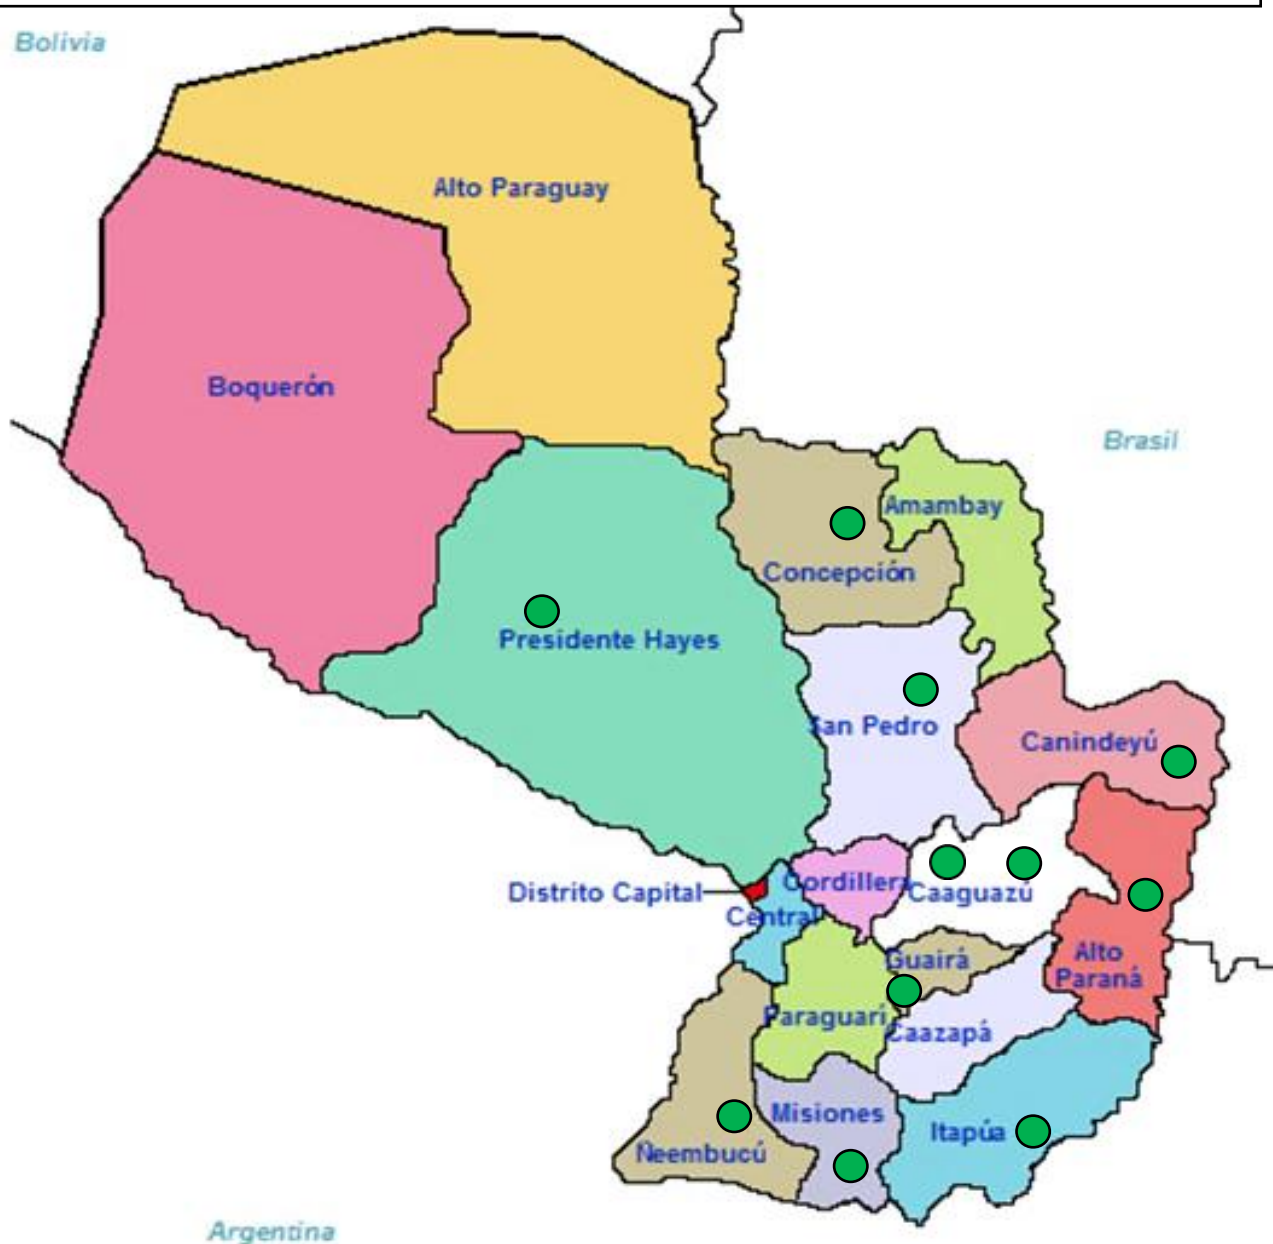 Bolivia
Alto Paraguay
Boquerón
Brasil
Amambay
Concepción
Presidente Hayes
San Pedro
Canindeyú
Cordillera
Distrito Capital
Caaguazú
Central
Guairá
Alto
Paraná
Paraguarí
Caazapá
Misiones
Itapúa
Ñeembucú
Argentina